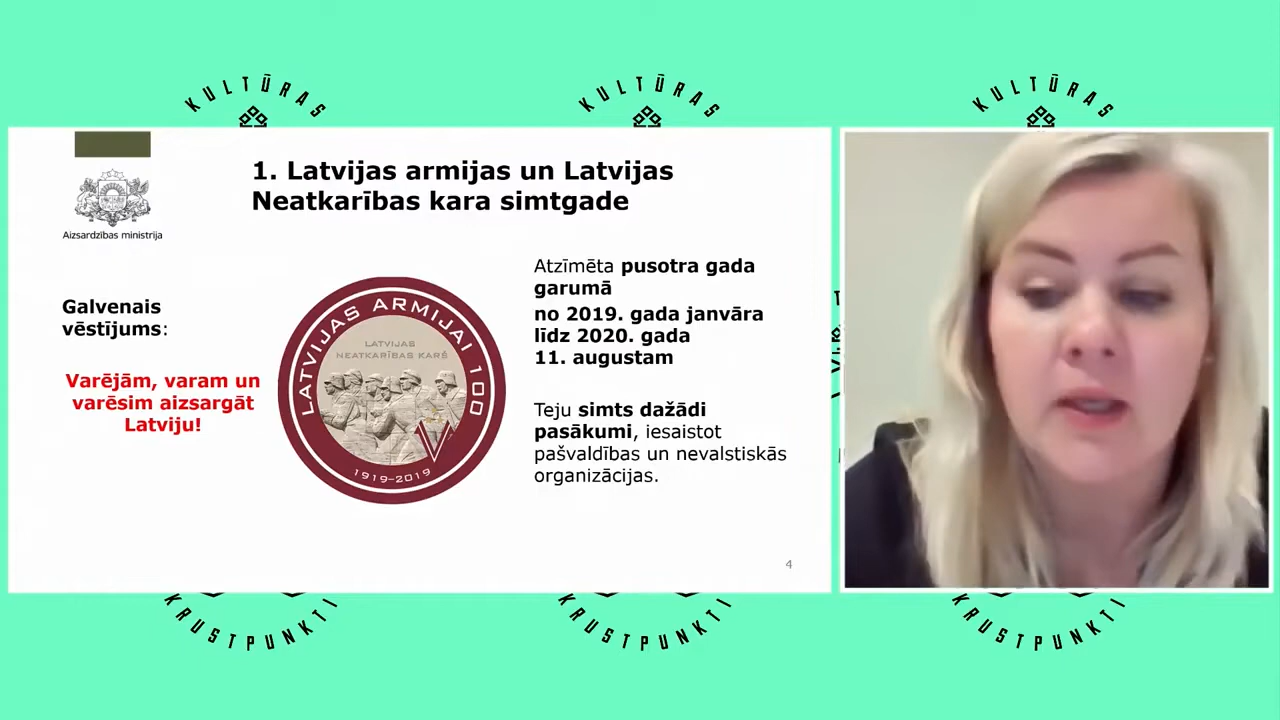 KULTŪRAS
KULTŪRAS
KULTŪRAS
Aizsardzības ministrija
1. Latvijas armijas un Latvijas
Neatkarības kara simtgade
Galvenais
vēstījums:
Varējām, varam un
varēsim aizsargāt
Latviju!
LATVIJAS ARMIJAI 100
LATVIJAS
NEATKARĪBAS KARŠ
1919-2019
Atzīmēta pusotra gada
garumā
no 2019. gada janvāra
līdz 2020. gada
11. augustam
Teju simts dažādi
pasākumi, iesaistot
pašvaldības un nevalstiskās
organizācijas.
4
KRUSTPUNKTI
KRUSTPUNKTI
KRUSTPUNKTI